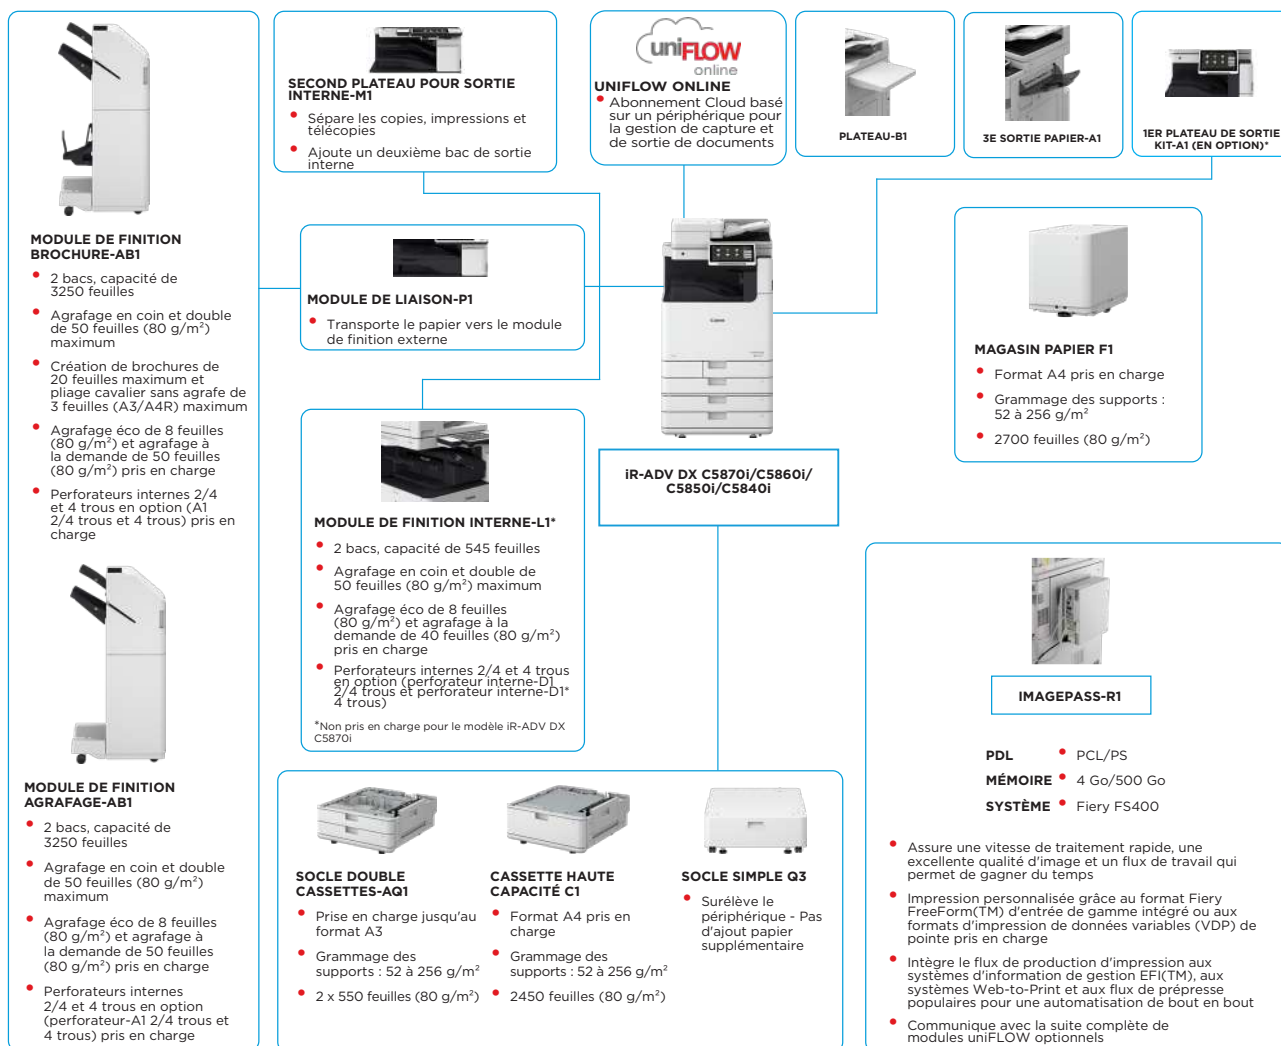 MODULE DE FINITION
BROCHURE-AB1
• 2 bacs, capacité de
3250 feuilles
• Agrafage en coin et double
de 50 feuilles (80 g/m²)
maximum
• Création de brochures de
20 feuilles maximum et
pliage cavalier sans agrafe de
3 feuilles (A3/A4R) maximum
• Agrafage éco de 8 feuilles
(80 g/m²) et agrafage à
la demande de 50 feuilles
(80 g/m²) pris en charge
• Perforateurs internes 2/4
et 4 trous en option (A1
2/4 trous et 4 trous) pris en
charge
MODULE DE FINITION
AGRAFAGE-AB1
• 2 bacs, capacité de
3250 feuilles
• Agrafage en coin et double
de 50 feuilles (80 g/m²)
maximum
• Agrafage éco de 8 feuilles
(80 g/m²) et agrafage à
la demande de 50 feuilles
(80 g/m²) pris en charge
• Perforateurs internes
2/4 et 4 trous en option
(perforateur-A1 2/4 trous et
4 trous) pris en charge
SECOND PLATEAU POUR SORTIE
INTERNE-M1
• Sépare les copies, impressions et
télécopies
• Ajoute un deuxième bac de sortie
interne
uniFLOW
online
UNIFLOW ONLINE
• Abonnement Cloud basé
sur un périphérique pour
la gestion de capture et
de sortie de documents
PLATEAU-B1
3E SORTIE PAPIER-A1
1ER PLATEAU DE SORTIE
KIT-A1 (EN OPTION)*
MODULE DE LIAISON-P1
• Transporte le papier vers le module
de finition externe
Canon
iR-ADV DX C5870i/C5860i/
C5850i/C5840i
MAGASIN PAPIER F1
• Format A4 pris en charge
• Grammage des supports :
52 à 256 g/m²
• 2700 feuilles (80 g/m²)
MODULE DE FINITION INTERNE-L1*
• 2 bacs, capacité de 545 feuilles
• Agrafage en coin et double de
50 feuilles (80 g/m²) maximum
• Agrafage éco de 8 feuilles
(80 g/m²) et agrafage à la
demande de 40 feuilles (80 g/m²)
pris en charge
• Perforateurs internes 2/4 et 4 trous
en option (perforateur interne-D1
2/4 trous et perforateur interne-D1*
4 trous)
*Non pris en charge pour le modèle iR-ADV DX
C5870i
SOCLE DOUBLE
CASSETTES-AQ1
• Prise en charge jusqu'au
format A3
• Grammage des
supports : 52 à 256 g/m²
• 2 x 550 feuilles (80 g/m²)
CASSETTE HAUTE
CAPACITÉ C1
• Format A4 pris en
charge
• Grammage des
supports : 52 à 256 g/m²
• 2450 feuilles (80 g/m²)
SOCLE SIMPLE Q3
• Surélève le
périphérique - Pas
d'ajout papier
supplémentaire
IMAGEPASS-R1
PDL • PCL/PS
MÉMOIRE • 4 Go/500 Go
SYSTÈME • Fiery FS400
• Assure une vitesse de traitement rapide, une
excellente qualité d'image et un flux de travail qui
permet de gagner du temps
• Impression personnalisée grâce au format Fiery
FreeForm(TM) d'entrée de gamme intégré ou aux
formats d'impression de données variables (VDP) de
pointe pris en charge
• Intègre le flux de production d'impression aux
systèmes d'information de gestion EFI(TM), aux
systèmes Web-to-Print et aux flux de prépresse
populaires pour une automatisation de bout en bout
• Communique avec la suite complète de
modules uniFLOW optionnels